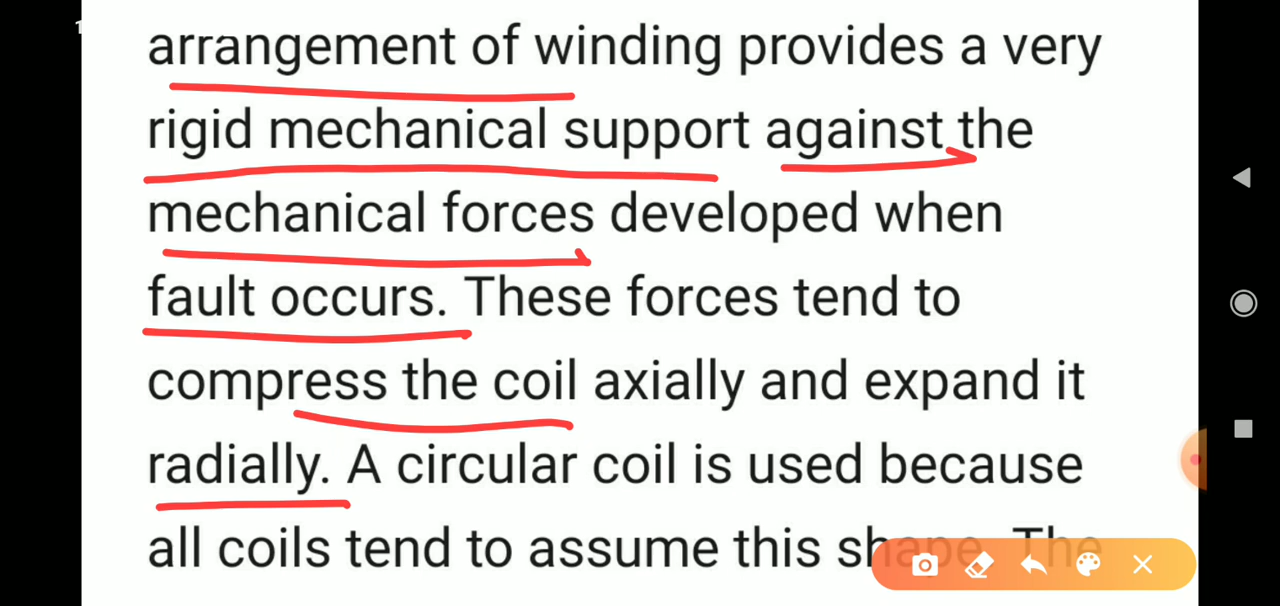 arrangement of winding provides a very
rigid mechanical support against the
mechanical forces developed when
fault occurs. These forces tend to
compress the coil axially and expand it
radially. A circular coil is used because
all coils tend to assume this shape. The